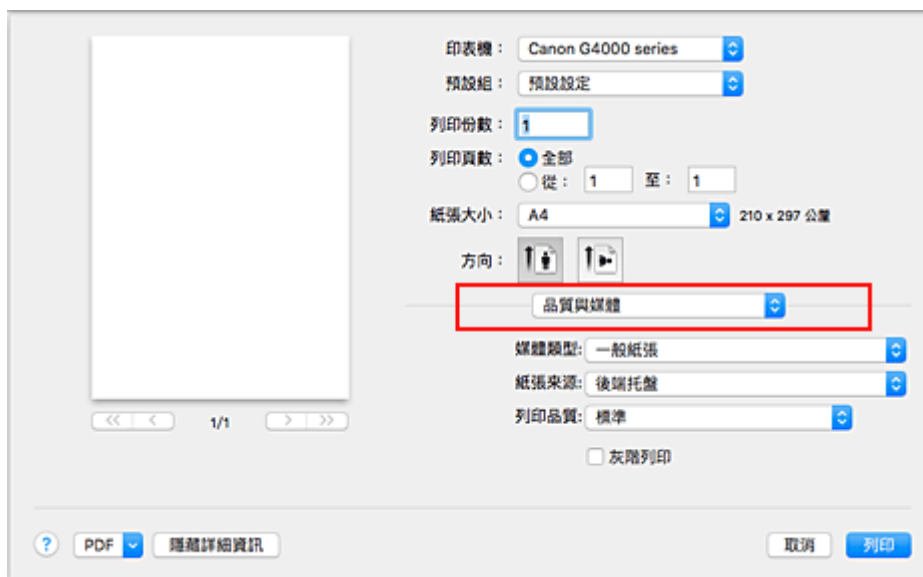 印表機： Canon G4000 series
預設組： 預設設定
列印份數： 1
列印頁數： 全部
從： 1 至： 1
紙張大小： A4 210 x 297 公釐
方向：
品質與媒體
媒體類型: 一般紙張
紙張來源: 後端托盤
列印品質: 標準
灰階列印
<< < 1/1 > >>
? PDF 隱藏詳細資訊 取消 列印